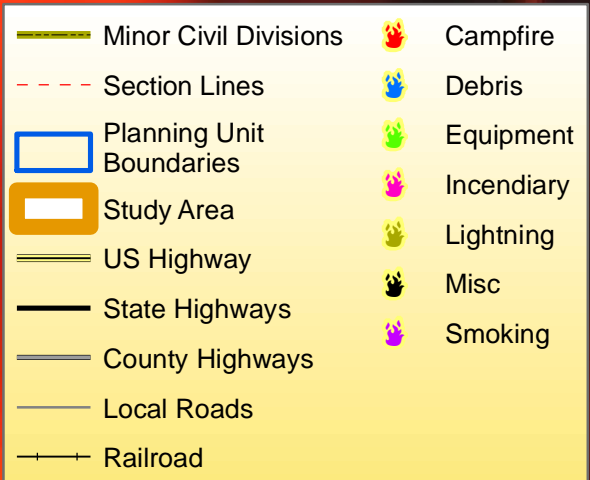 Minor Civil Divisions
Section Lines
Planning Unit
Boundaries
Study Area
US Highway
State Highways
County Highways
Local Roads
Railroad
Campfire
Debris
Equipment
Incendiary
Lightning
Misc
Smoking